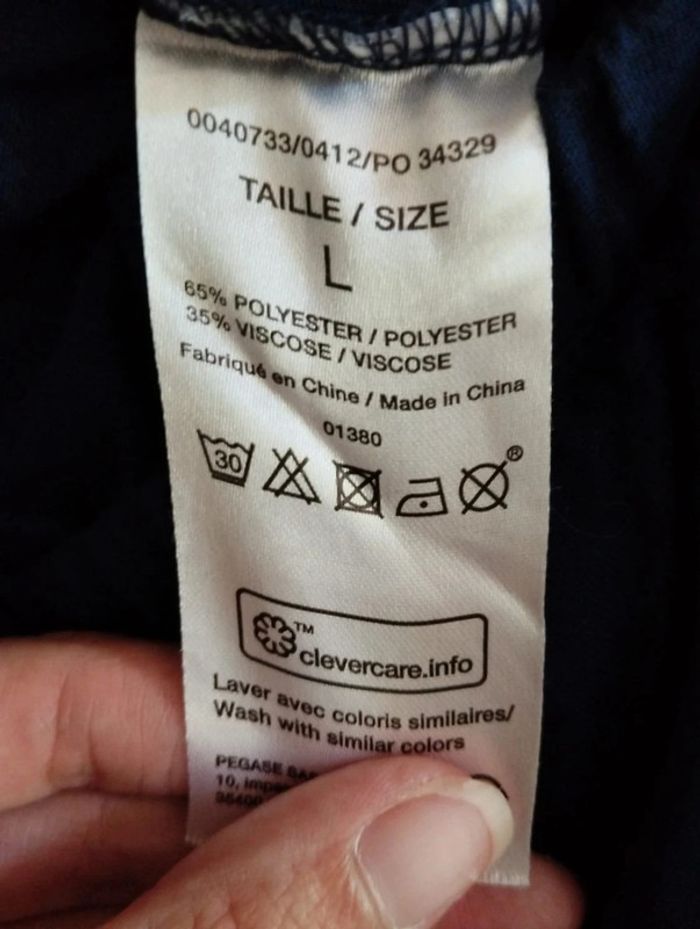 0040733/0412/PO 34329
TAILLE / SIZE
L
65% POLYESTER / POLYESTER
35% VISCOSE / VISCOSE
Fabriqué en Chine / Made in China
01380
30
®
™
clevercare.info
Laver avec coloris similaires/
Wash with similar colors
PEGASE
10,